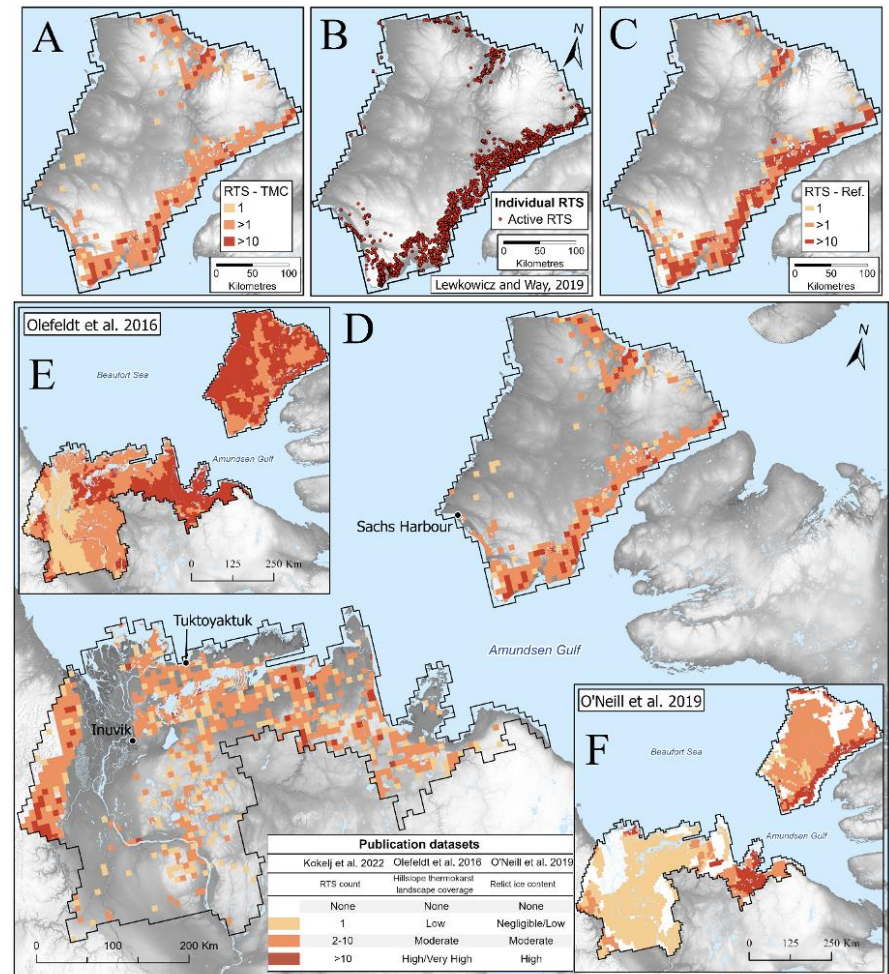 A
RTS - TMC
1
>1
>10
0 50 100
Kilometres
B
N
Individual RTS
Active RTS
0 50 100
Kilometres
Lewkowicz and Way, 2019
C
RTS - Ref.
1
>1
>10
0 50 100
Kilometres
Olefeldt et al. 2016
E
Beaufort Sea
Amundsen Gulf
0 125 250 Km
D
N
Sachs Harbour
Tuktoyaktuk
Inuvik
Amundsen Gulf
0 100 200 Km
Publication datasets
Kokelj et al. 2022 Olefeldt et al. 2016 O'Neill et al. 2019
RTS count Hillslope thermokarst landscape coverage Relict ice content
None None None
1 Low Negligible/Low
2-10 Moderate Moderate
>10 High/Very High High
O'Neill et al. 2019
F
Beaufort Sea
Amundsen Gulf
0 125 250 Km